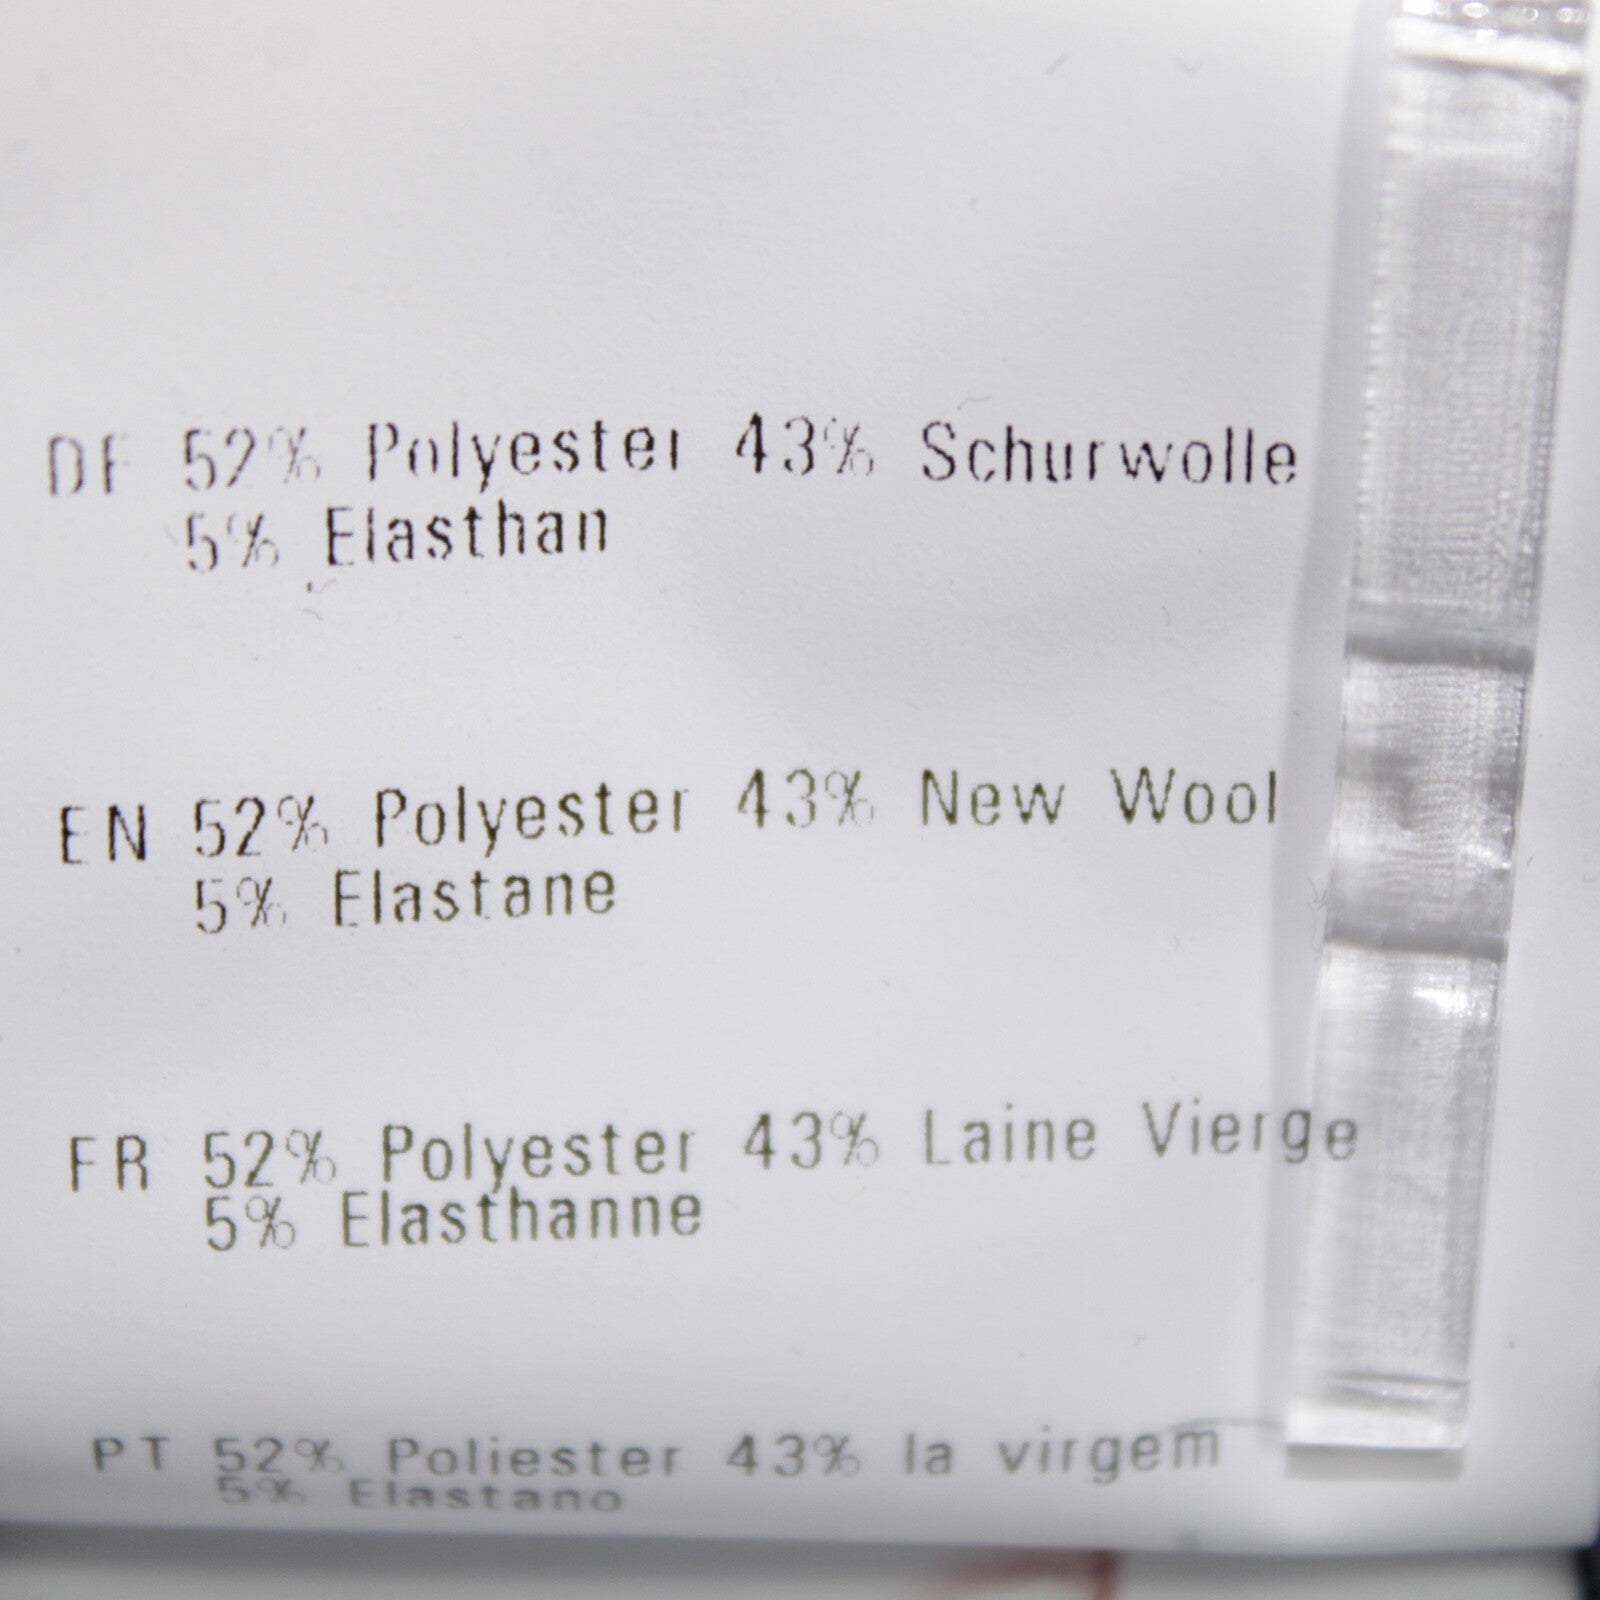 DE 52% Polyester 43% Schurwolle
5% Elasthan
EN 52% Polyester 43% New Wool
5% Elastane
FR 52% Polyester 43% Laine Vierge
5% Elasthanne
PT 52% Poliester 43% la virgem
5% Elastano